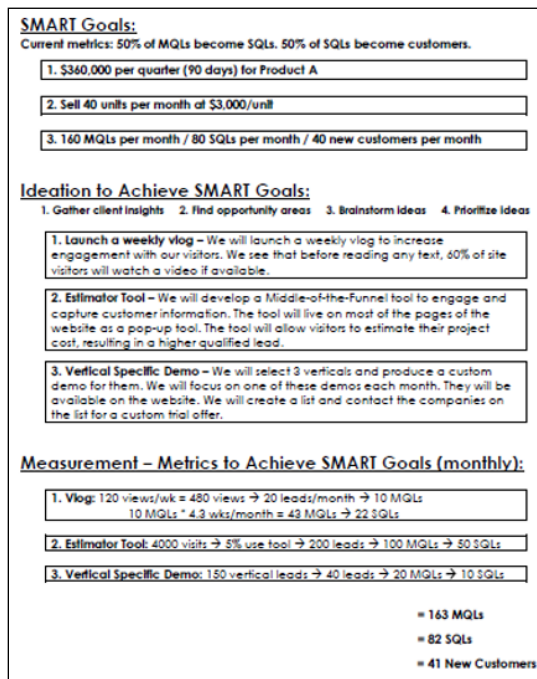 SMART Goals:
Current metrics: 50% of MQLs become SQLs. 50% of SQLs become customers.
1. $360,000 per quarter (90 days) for Product A
2. Sell 40 units per month at $3,000/unit
3. 160 MQLs per month / 80 SQLs per month / 40 new customers per month
Ideation to Achieve SMART Goals:
1. Gather client insights 2. Find opportunity areas 3. Brainstorm ideas 4. Prioritize ideas
1. Launch a weekly vlog – We will launch a weekly vlog to increase
engagement with our visitors. We see that before reading any text, 60% of site
visitors will watch a video if available.
2. Estimator Tool – We will develop a Middle-of-the-Funnel tool to engage and
capture customer information. The tool will live on most of the pages of the
website as a pop-up tool. The tool will allow visitors to estimate their project
cost, resulting in a higher qualified lead.
3. Vertical Specific Demo – We will select 3 verticals and produce a custom
demo for them. We will focus on one of these demos each month. They will be
available on the website. We will create a list and contact the companies on
the list for a custom trial offer.
Measurement – Metrics to Achieve SMART Goals (monthly):
1. Vlog: 120 views/wk = 480 views → 20 leads/month → 10 MQLs
10 MQLs * 4.3 wks/month = 43 MQLs → 22 SQLs
2. Estimator Tool: 4000 visits → 5% use tool → 200 leads → 100 MQLs → 50 SQLs
3. Vertical Specific Demo: 150 vertical leads → 40 leads → 20 MQLs → 10 SQLs
= 163 MQLs
= 82 SQLs
= 41 New Customers